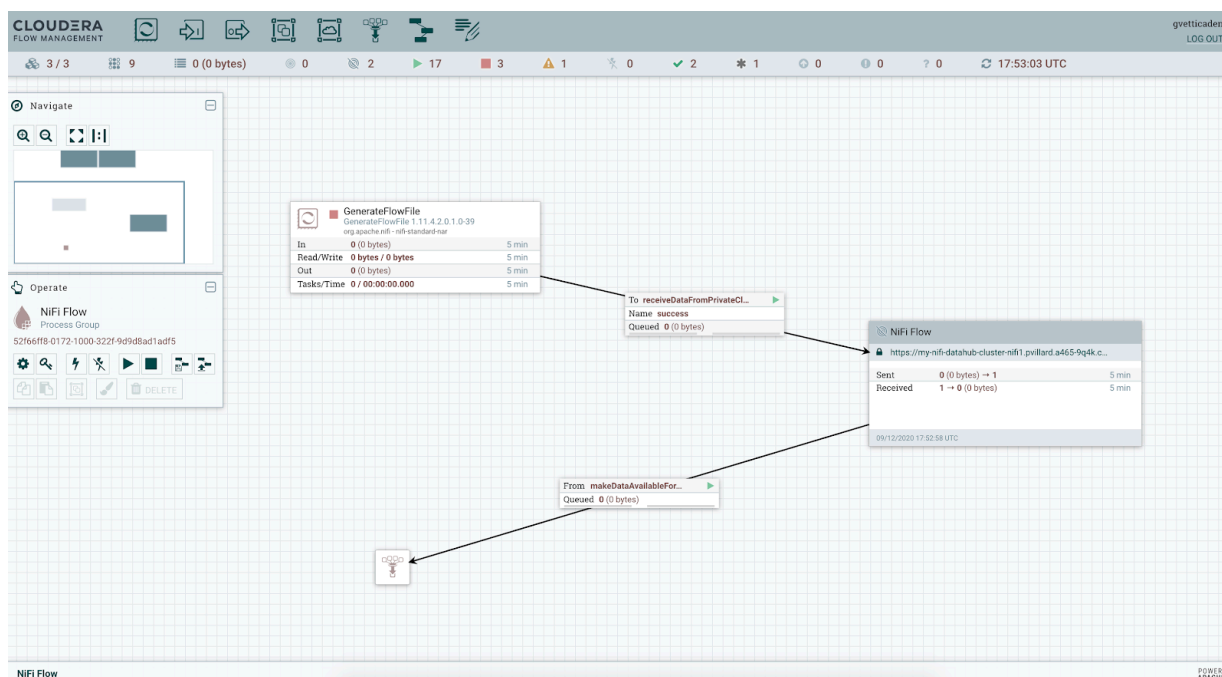 CLOUDERA
FLOW MANAGEMENT
gvetticaden
LOG OUT
3 / 3 9 0 (0 bytes) 0 2 17 3 1 0 2 1 0 0 ? 0 17:53:03 UTC
Navigate
GenerateFlowFile
GenerateFlowFile 1.11.4.2.0.1.0-39
org.apache.nifi - nifi-standard-nar
In 0 (0 bytes) 5 min
Read/Write 0 bytes / 0 bytes 5 min
Out 0 (0 bytes) 5 min
Tasks/Time 0 / 00:00:00.000 5 min
Operate
NiFi Flow
Process Group
52f66ff8-0172-1000-322f-9d9d8ad1adf5
DELETE
To receiveDataFromPrivateCl...
Name success
Queued 0 (0 bytes)
NiFi Flow
https://my-nifi-datahub-cluster-nifi1.pvillard.a465-9q4k.c...
Sent 0 (0 bytes) → 1 5 min
Received 1 → 0 (0 bytes) 5 min
09/12/2020 17:52:58 UTC
From makeDataAvailableFor...
Queued 0 (0 bytes)
NiFi Flow
POWER